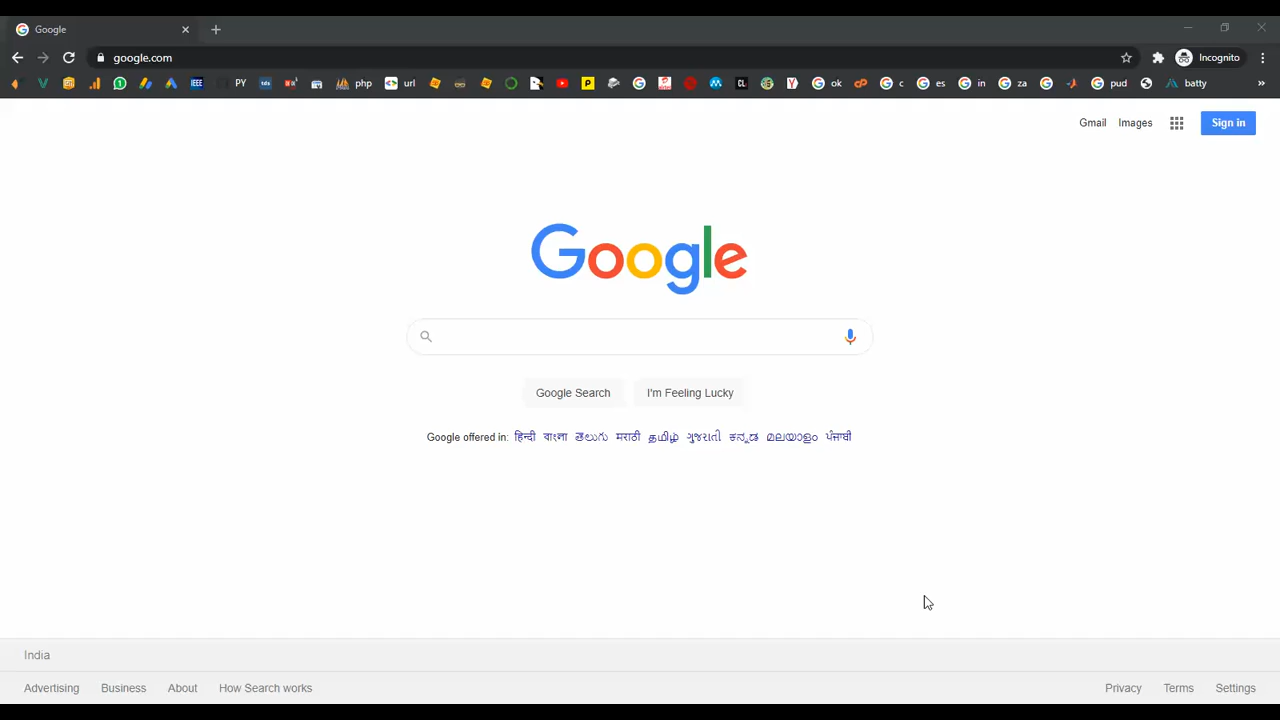 Google
google.com
Incognito
PY php url ok c es in za pud batty
Gmail Images Sign in
Google
Google Search I'm Feeling Lucky
Google offered in: हिन्दी বাংলা తెలుగు मराठी தமிழ் ગુજરાતી ಕನ್ನಡ മലയാളം ਪੰਜਾਬੀ
India
Advertising Business About How Search works Privacy Terms Settings